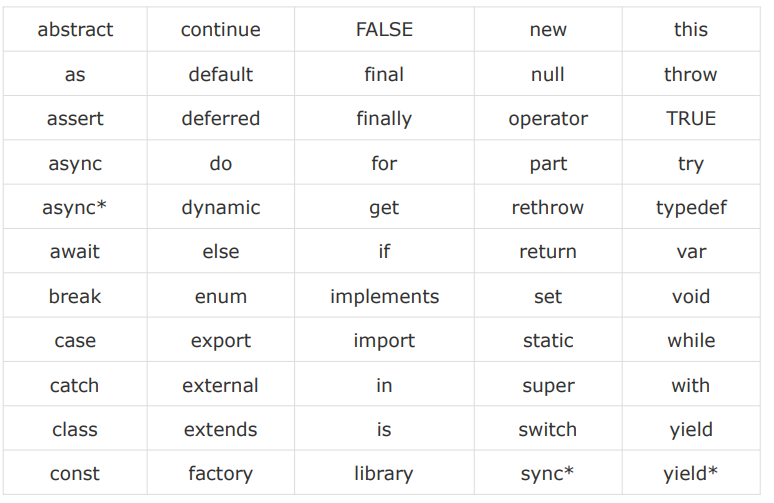 abstract continue FALSE new this
as default final null throw
assert deferred finally operator TRUE
async do for part try
async* dynamic get rethrow typedef
await else if return var
break enum implements set void
case export import static while
catch external in super with
class extends is switch yield
const factory library sync* yield*